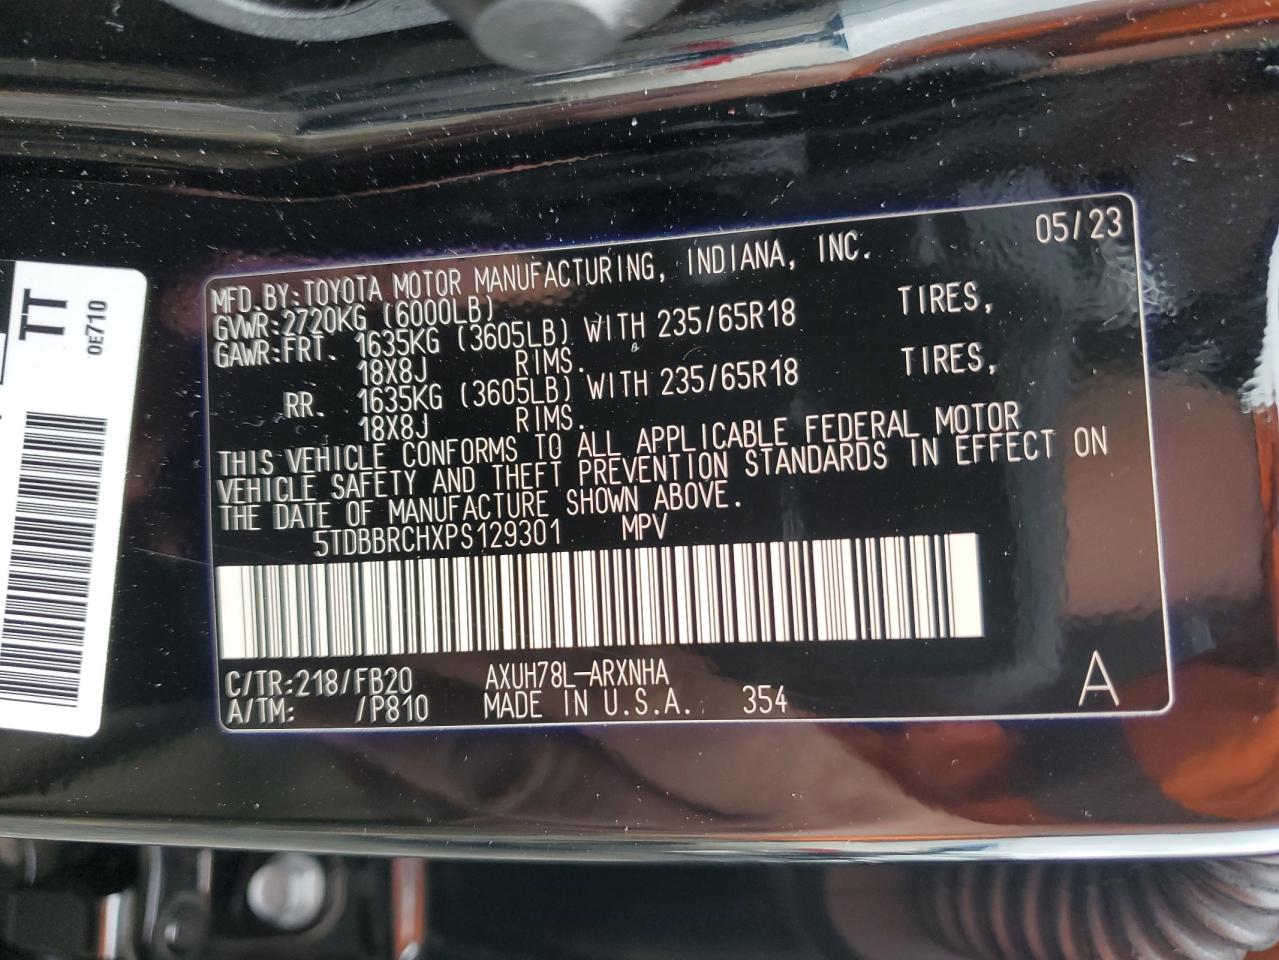 05/23
MFD.BY:TOYOTA MOTOR MANUFACTURING, INDIANA, INC.
GVWR:2720KG (6000LB)
GAWR:FRT. 1635KG (3605LB) WITH 235/65R18 TIRES,
18X8J RIMS.
RR. 1635KG (3605LB) WITH 235/65R18 TIRES,
18X8J RIMS.
THIS VEHICLE CONFORMS TO ALL APPLICABLE FEDERAL MOTOR
VEHICLE SAFETY AND THEFT PREVENTION STANDARDS IN EFFECT ON
THE DATE OF MANUFACTURE SHOWN ABOVE.
5TDBBRCHXPS129301 MPV
C/TR:218/FB20 AXUH78L-ARXNHA
A/TM: /P810 MADE IN U.S.A. 354
A
TT
0E710